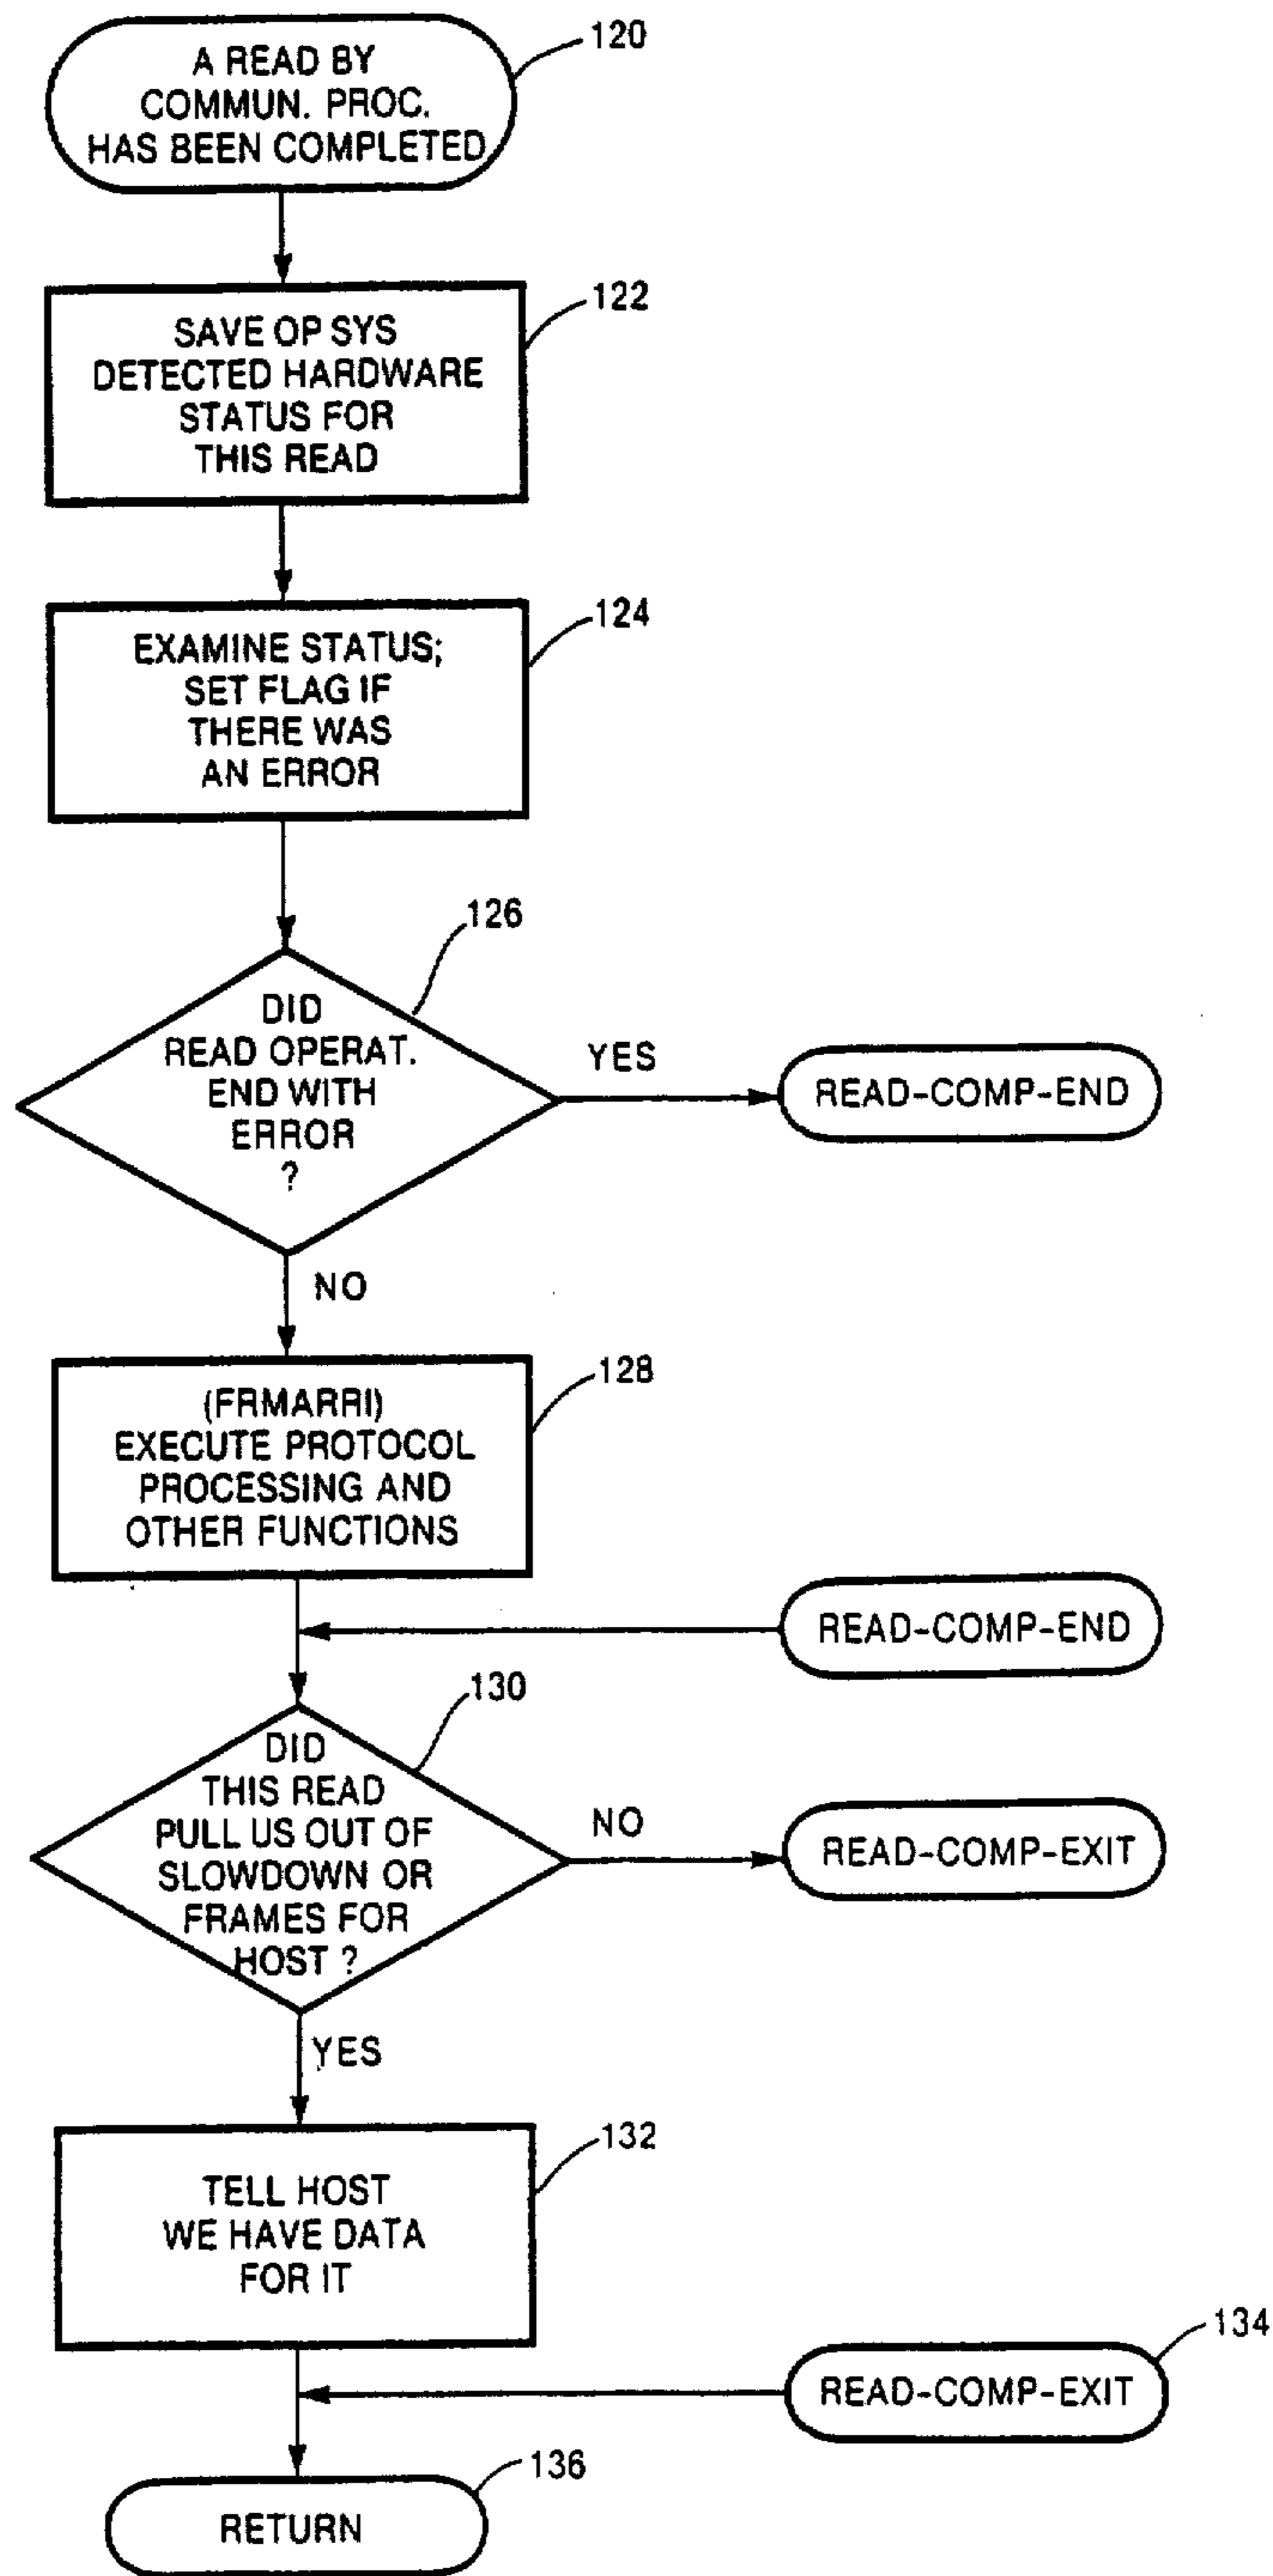 A READ BY
COMMUN. PROC.
HAS BEEN COMPLETED
120
SAVE OP SYS
DETECTED HARDWARE
STATUS FOR
THIS READ
122
EXAMINE STATUS;
SET FLAG IF
THERE WAS
AN ERROR
124
126
DID
READ OPERAT.
END WITH
ERROR
?
YES
READ-COMP-END
NO
(FRMARRI)
EXECUTE PROTOCOL
PROCESSING AND
OTHER FUNCTIONS
128
READ-COMP-END
130
DID
THIS READ
PULL US OUT OF
SLOWDOWN OR
FRAMES FOR
HOST ?
NO
READ-COMP-EXIT
YES
TELL HOST
WE HAVE DATA
FOR IT
132
134
READ-COMP-EXIT
136
RETURN